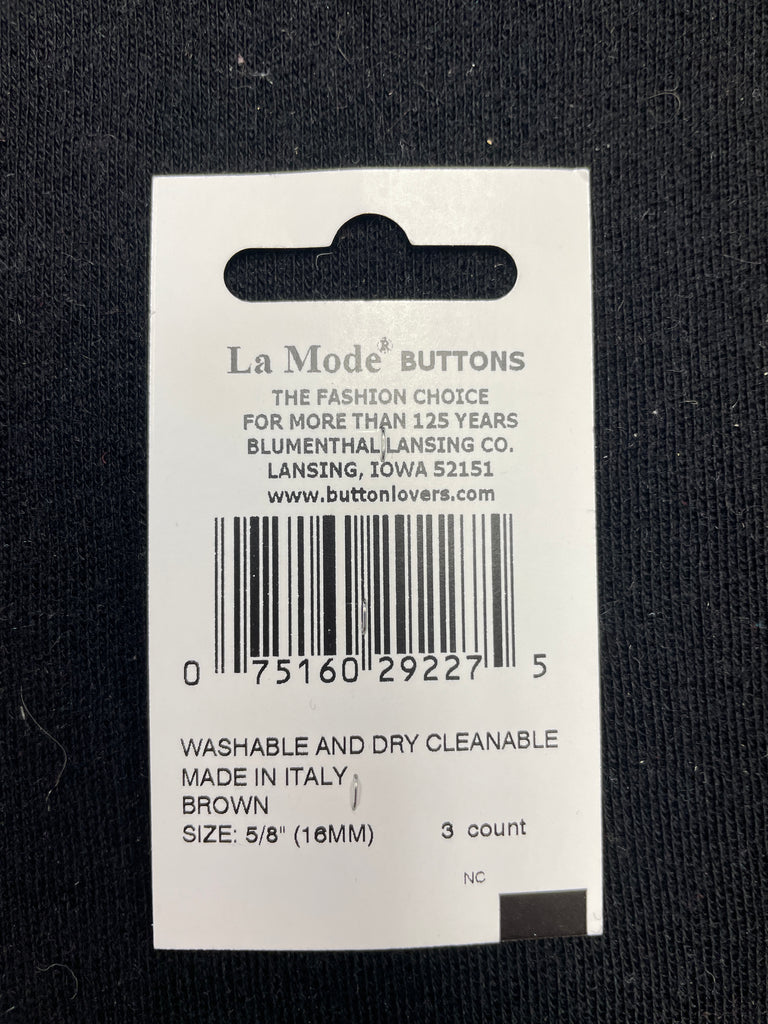 La Mode® BUTTONS
THE FASHION CHOICE
FOR MORE THAN 125 YEARS
BLUMENTHAL LANSING CO.
LANSING, IOWA 52151
www.buttonlovers.com
0 75160 29227 5
WASHABLE AND DRY CLEANABLE
MADE IN ITALY
BROWN
SIZE: 5/8" (16MM) 3 count
NC